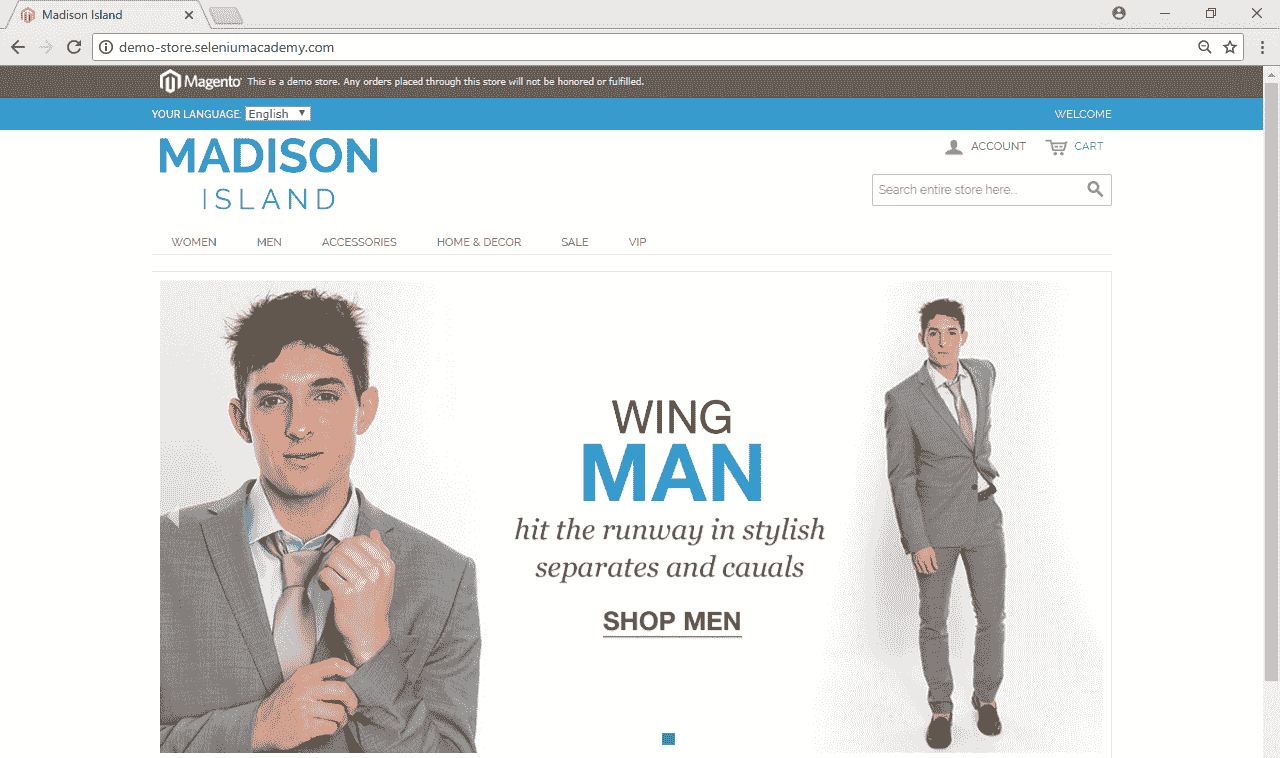 Madison Island
demo-store.seleniumacademy.com
Magento This is a demo store. Any orders placed through this store will not be honored or fulfilled.
YOUR LANGUAGE: English WELCOME
MADISON
ISLAND
ACCOUNT CART
Search entire store here...
WOMEN MEN ACCESSORIES HOME & DECOR SALE VIP
WING
MAN
hit the runway in stylish
separates and cauals
SHOP MEN